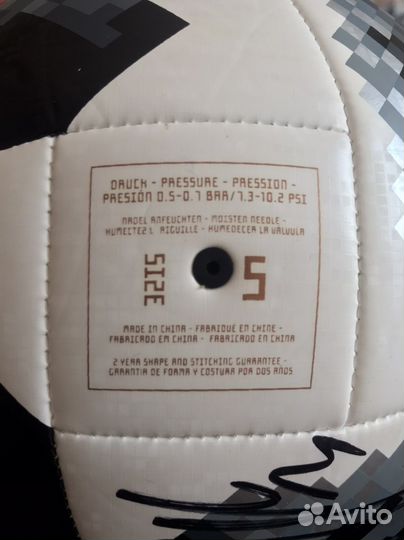 DRUCK - PRESSURE - PRESSION -
PRESIÓN 0.5-0.7 BAR/7.3-10.2 PSI
NADEL ANFEUCHTEN - MOISTEN NEEDLE -
HUMECTEZ L'AIGUILLE - HUMEDECER LA VALVULA
SIZE 5
MADE IN CHINA - FABRIQUÉ EN CHINE -
FABRICADO EM CHINA - FABRICADO EN CHINA
2 YEAR SHAPE AND STITCHING GUARANTEE -
GARANTIA DE FORMA Y COSTURA POR DOS AÑOS
Avito